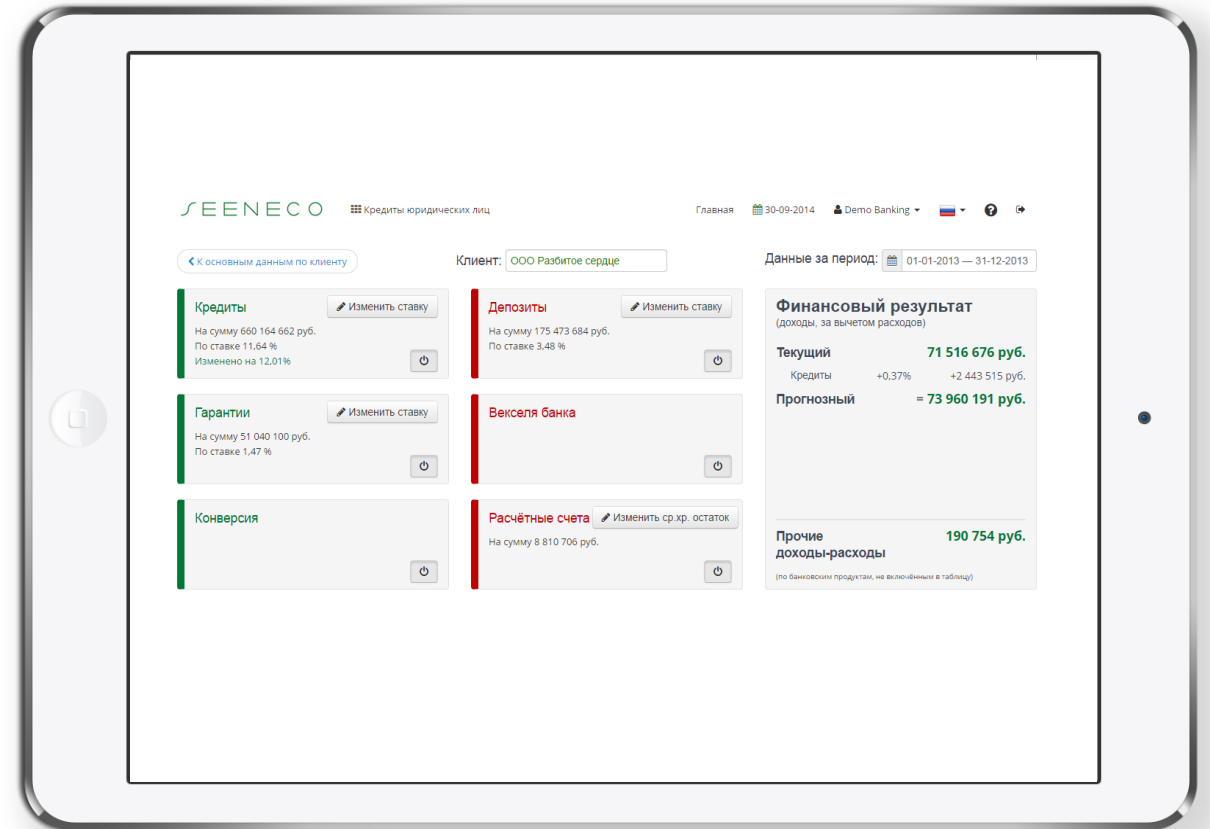 SEENECO
Кредиты юридических лиц
Главная
30-09-2014
Demo Banking
К основным данным по клиенту
Клиент: ООО Разбитое сердце
Данные за период: 01-01-2013 — 31-12-2013
Кредиты
Изменить ставку
На сумму 660 164 662 руб.
По ставке 11,64 %
Изменено на 12,01%
Депозиты
Изменить ставку
На сумму 175 473 684 руб.
По ставке 3,48 %
Гарантии
Изменить ставку
На сумму 51 040 100 руб.
По ставке 1,47 %
Векселя банка
Конверсия
Расчётные счета
Изменить ср.хр. остаток
На сумму 8 810 706 руб.
Финансовый результат
(доходы, за вычетом расходов)
Текущий 71 516 676 руб.
Кредиты +0,37% +2 443 515 руб.
Прогнозный = 73 960 191 руб.
Прочие 190 754 руб.
доходы-расходы
(по банковским продуктам, не включённым в таблицу)